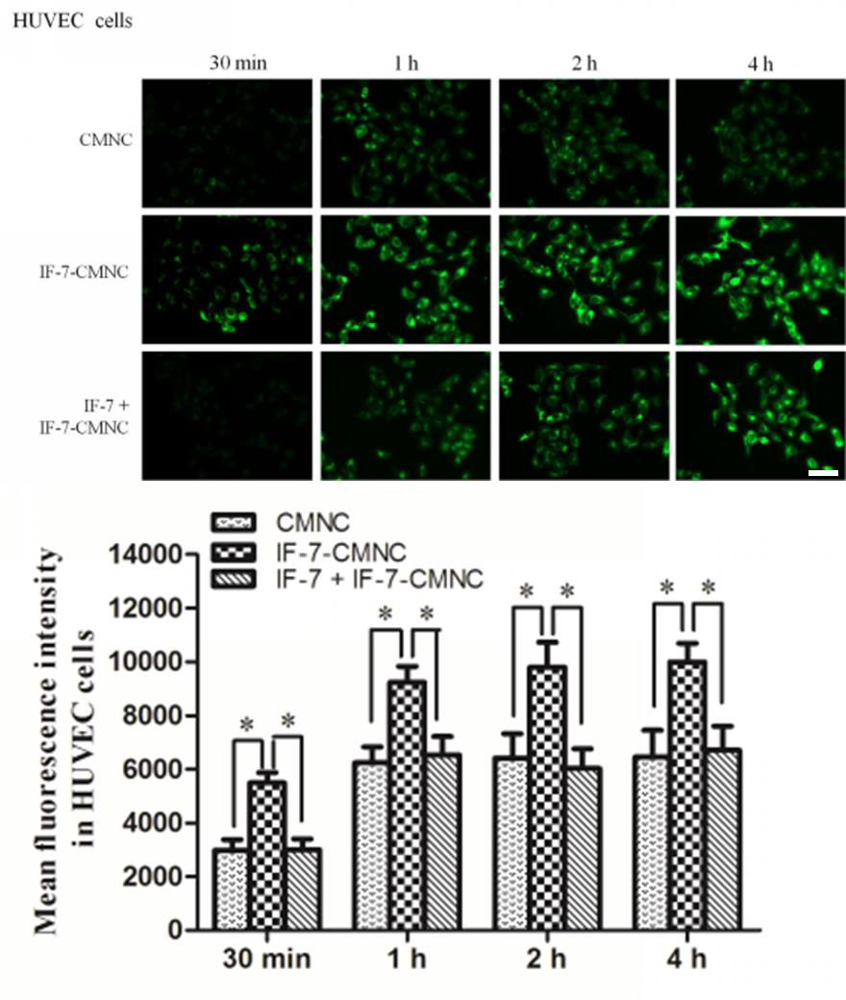 HUVEC cells
30 min 1 h 2 h 4 h
CMNC
IF-7-CMNC
IF-7 +
IF-7-CMNC
CMNC
IF-7-CMNC
IF-7 + IF-7-CMNC
Mean fluorescence intensity
in HUVEC cells
14000
12000
10000
8000
6000
4000
2000
0
* * * * * * * *
30 min 1 h 2 h 4 h